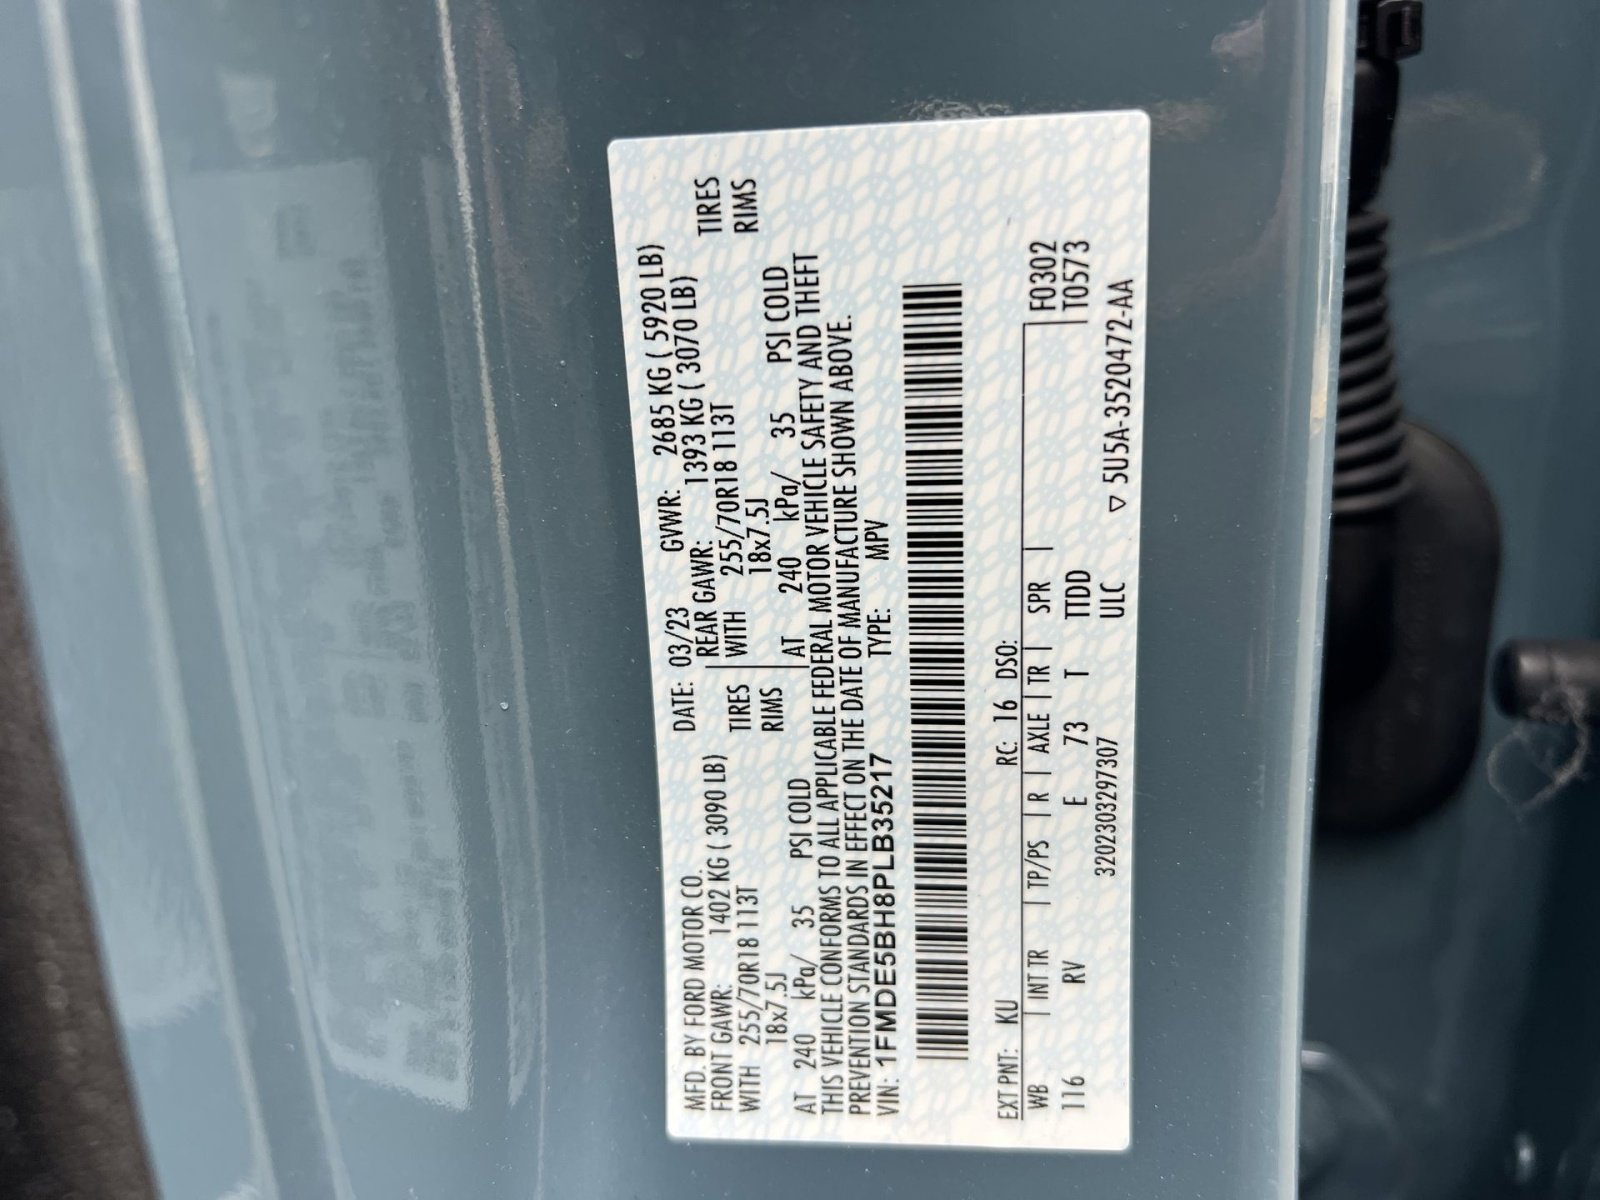 MFD. BY FORD MOTOR CO. DATE: 03/23 GVWR: 2685 KG ( 5920 LB)
FRONT GAWR: 1402 KG ( 3090 LB) REAR GAWR: 1393 KG ( 3070 LB)
WITH 255/70R18 113T TIRES WITH 255/70R18 113T TIRES
18x7.5J RIMS 18x7.5J RIMS
AT 240 kPa/ 35 PSI COLD AT 240 kPa/ 35 PSI COLD
THIS VEHICLE CONFORMS TO ALL APPLICABLE FEDERAL MOTOR VEHICLE SAFETY AND THEFT
PREVENTION STANDARDS IN EFFECT ON THE DATE OF MANUFACTURE SHOWN ABOVE.
VIN: 1FMDE5BH8PLB35217 TYPE: MPV
EXT PNT: KU RC: 16 DSO:
WB | INT TR | TP/PS | R | AXLE | TR | SPR | F0302
116 RV E 73 T TTDD T0573
3202303297307 ULC ▽ 5U5A-3520472-AA